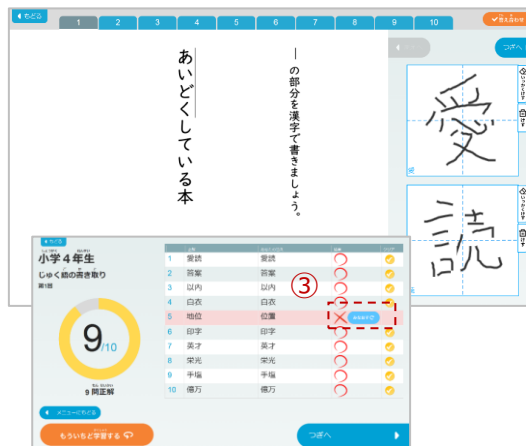 もどる
1 2 3 4 5 6 7 8 9 10
答え合わせ
つぎへ
―の部分を漢字で書きましょう。
あいどくしている本
愛
読
もどる
小学4年生
じゅく語の書き取り
第1回
9/10
9問正解
1 愛読 愛読
2 答案 答案
3 以内 以内
4 白衣 白衣
5 地位 位置
6 印字 印字
7 英才 英才
8 栄光 栄光
9 手塩 手塩
10 億万 億万
③
メニューにもどる
もういちど学習する
つぎへ